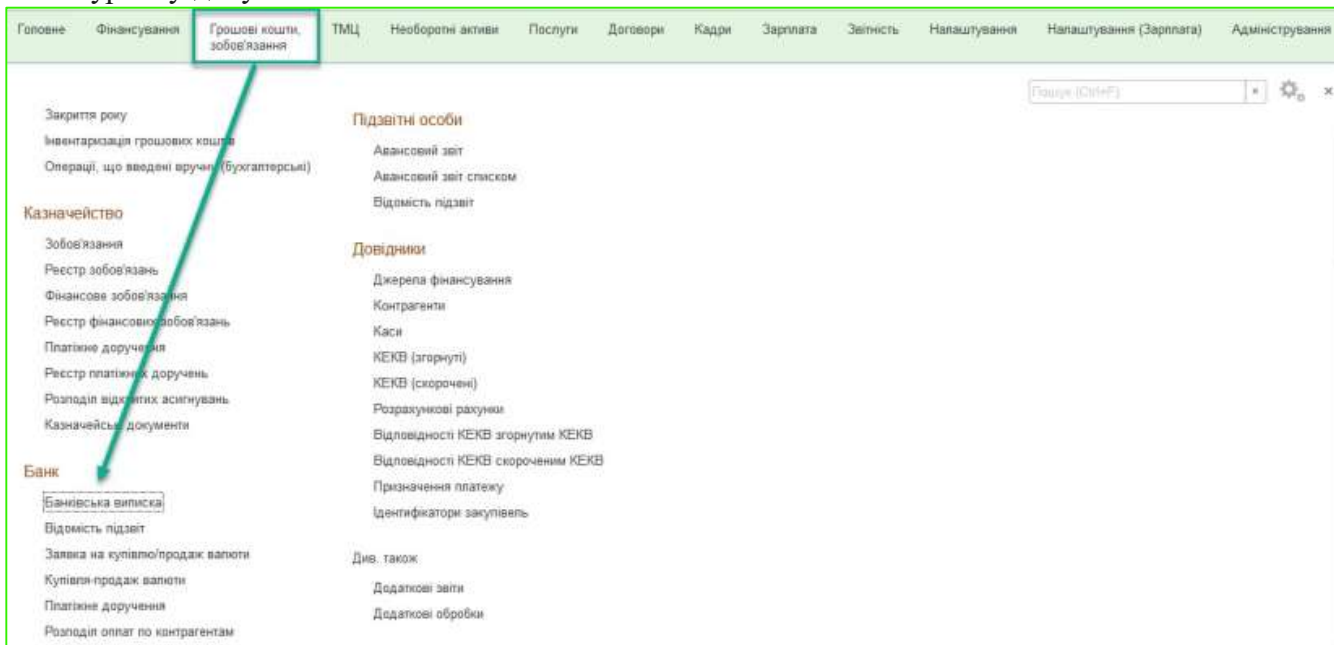 Головне Фінансування Грошові кошти, зобов'язання ТМЦ Необоротні активи Послуги Договори Кадри Зарплата Звітність Налаштування Налаштування (Зарплата) Адміністрування
Пошук (Ctrl+F)
Закриття року
Інвентаризація грошових коштів
Операції, що введені вручну (бухгалтерські)
Казначейство
Зобов'язання
Реєстр зобов'язань
Фінансове зобов'язання
Реєстр фінансових зобов'язань
Платіжне доручення
Реєстр платіжних доручень
Розподіл відкритих асигнувань
Казначейські документи
Банк
Банківська виписка
Відомість підзвіт
Заявка на купівлю/продаж валюти
Купівля-продаж валюти
Платіжне доручення
Розподіл оплат по контрагентам
Підзвітні особи
Авансовий звіт
Авансовий звіт списком
Відомість підзвіт
Довідники
Джерела фінансування
Контрагенти
Каси
КЕКВ (згорнуті)
КЕКВ (скорочені)
Розрахункові рахунки
Відповідності КЕКВ згорнутим КЕКВ
Відповідності КЕКВ скороченим КЕКВ
Призначення платежу
Ідентифікатори закупівель
Див. також
Додаткові звіти
Додаткові обробки